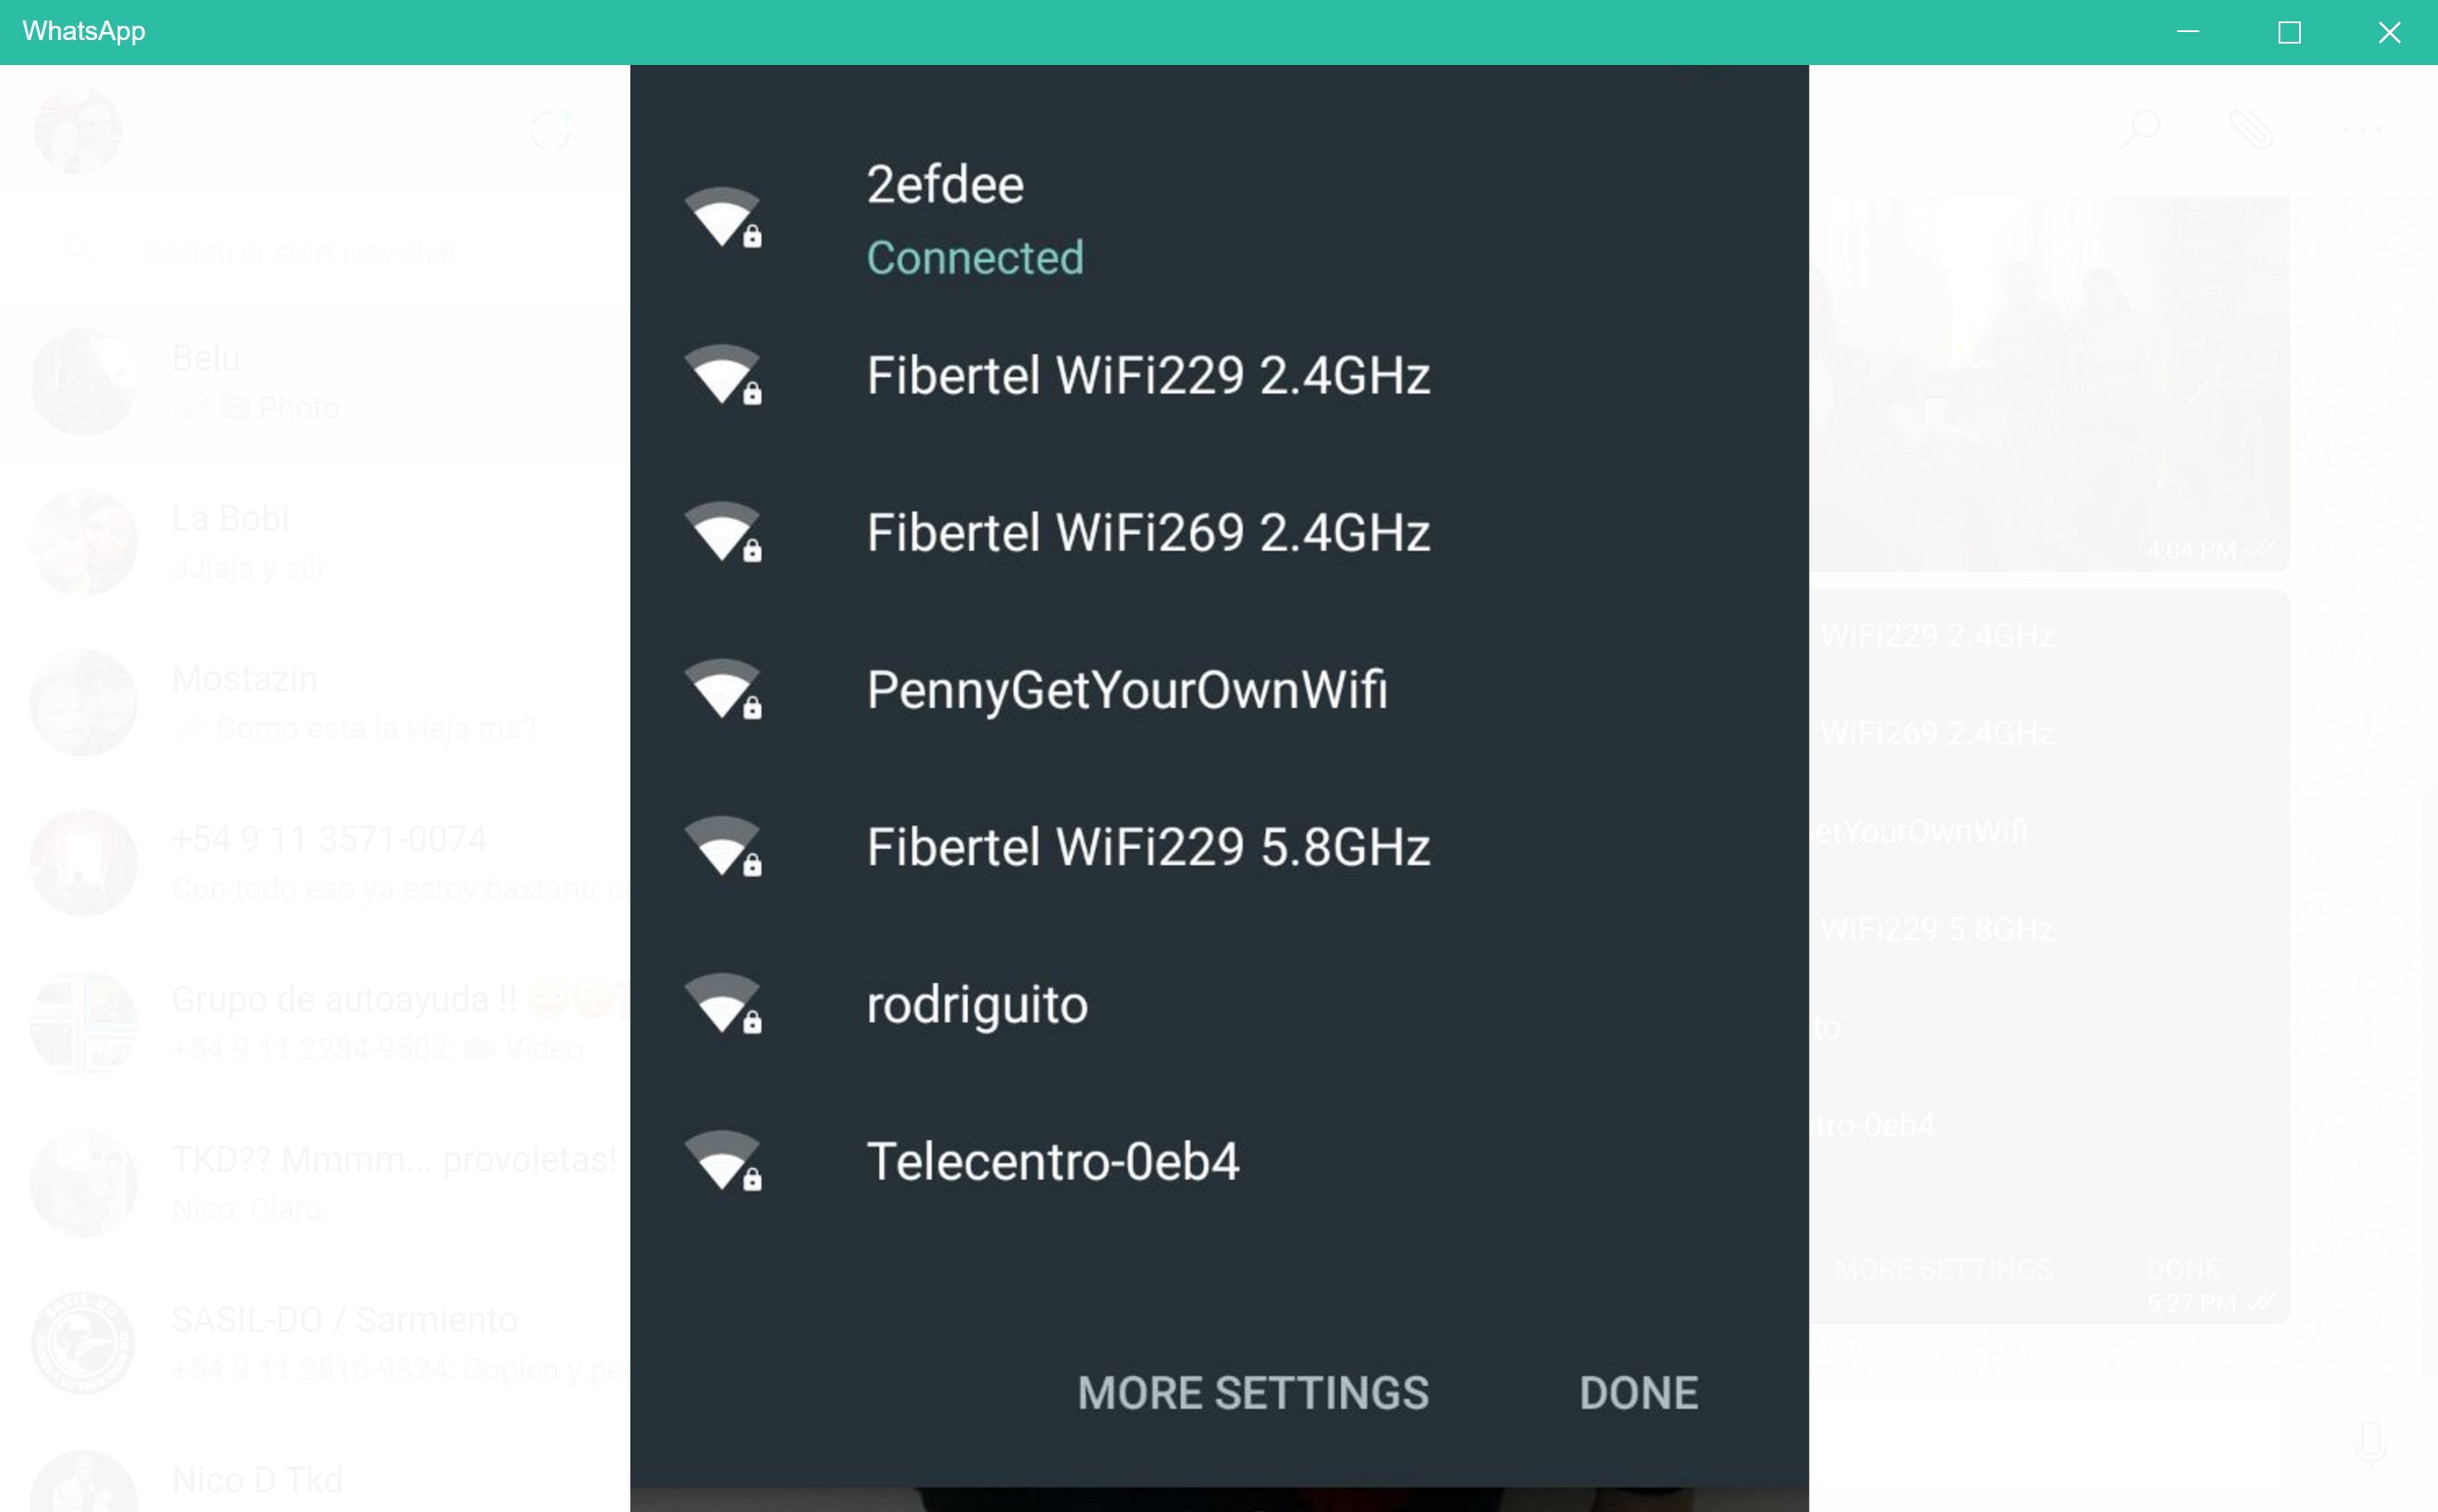 WhatsApp
Search or start new chat
Belu
Photo
La Bobi
JJjaja y siii
Mostazin
Como esta la vieja ma?
+54 9 11 3571-0074
Con todo eso ya estoy bastantr c
Grupo de autoayuda !!
+54 9 11 2284-9502: Video
TKD?? Mmmm... provoletas!
Nico: Claro.
SASIL-DO / Sarmiento
+54 9 11 2816-9324: Copien y pe
Nico D Tkd
2efdee
Connected
Fibertel WiFi229 2.4GHz
Fibertel WiFi269 2.4GHz
PennyGetYourOwnWifi
Fibertel WiFi229 5.8GHz
rodriguito
Telecentro-0eb4
MORE SETTINGS DONE
4:04 PM
WiFi229 2.4GHz
WiFi269 2.4GHz
etYourOwnWifi
WiFi229 5.8GHz
to
tro-0eb4
MORE SETTINGS DONE
5:27 PM